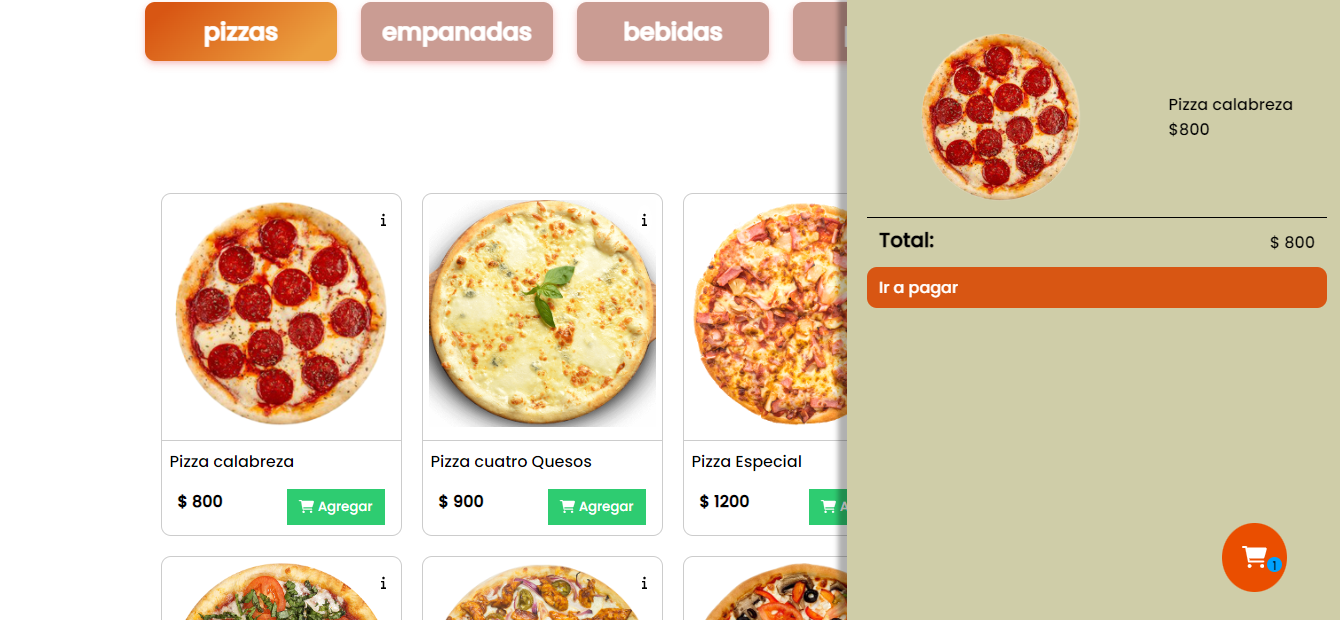 pizzas
empanadas
bebidas
i
i
Pizza calabreza
Pizza cuatro Quesos
Pizza Especial
$ 800
Agregar
$ 900
Agregar
$ 1200
i
i
Pizza calabreza
$800
Total:
$ 800
Ir a pagar
1